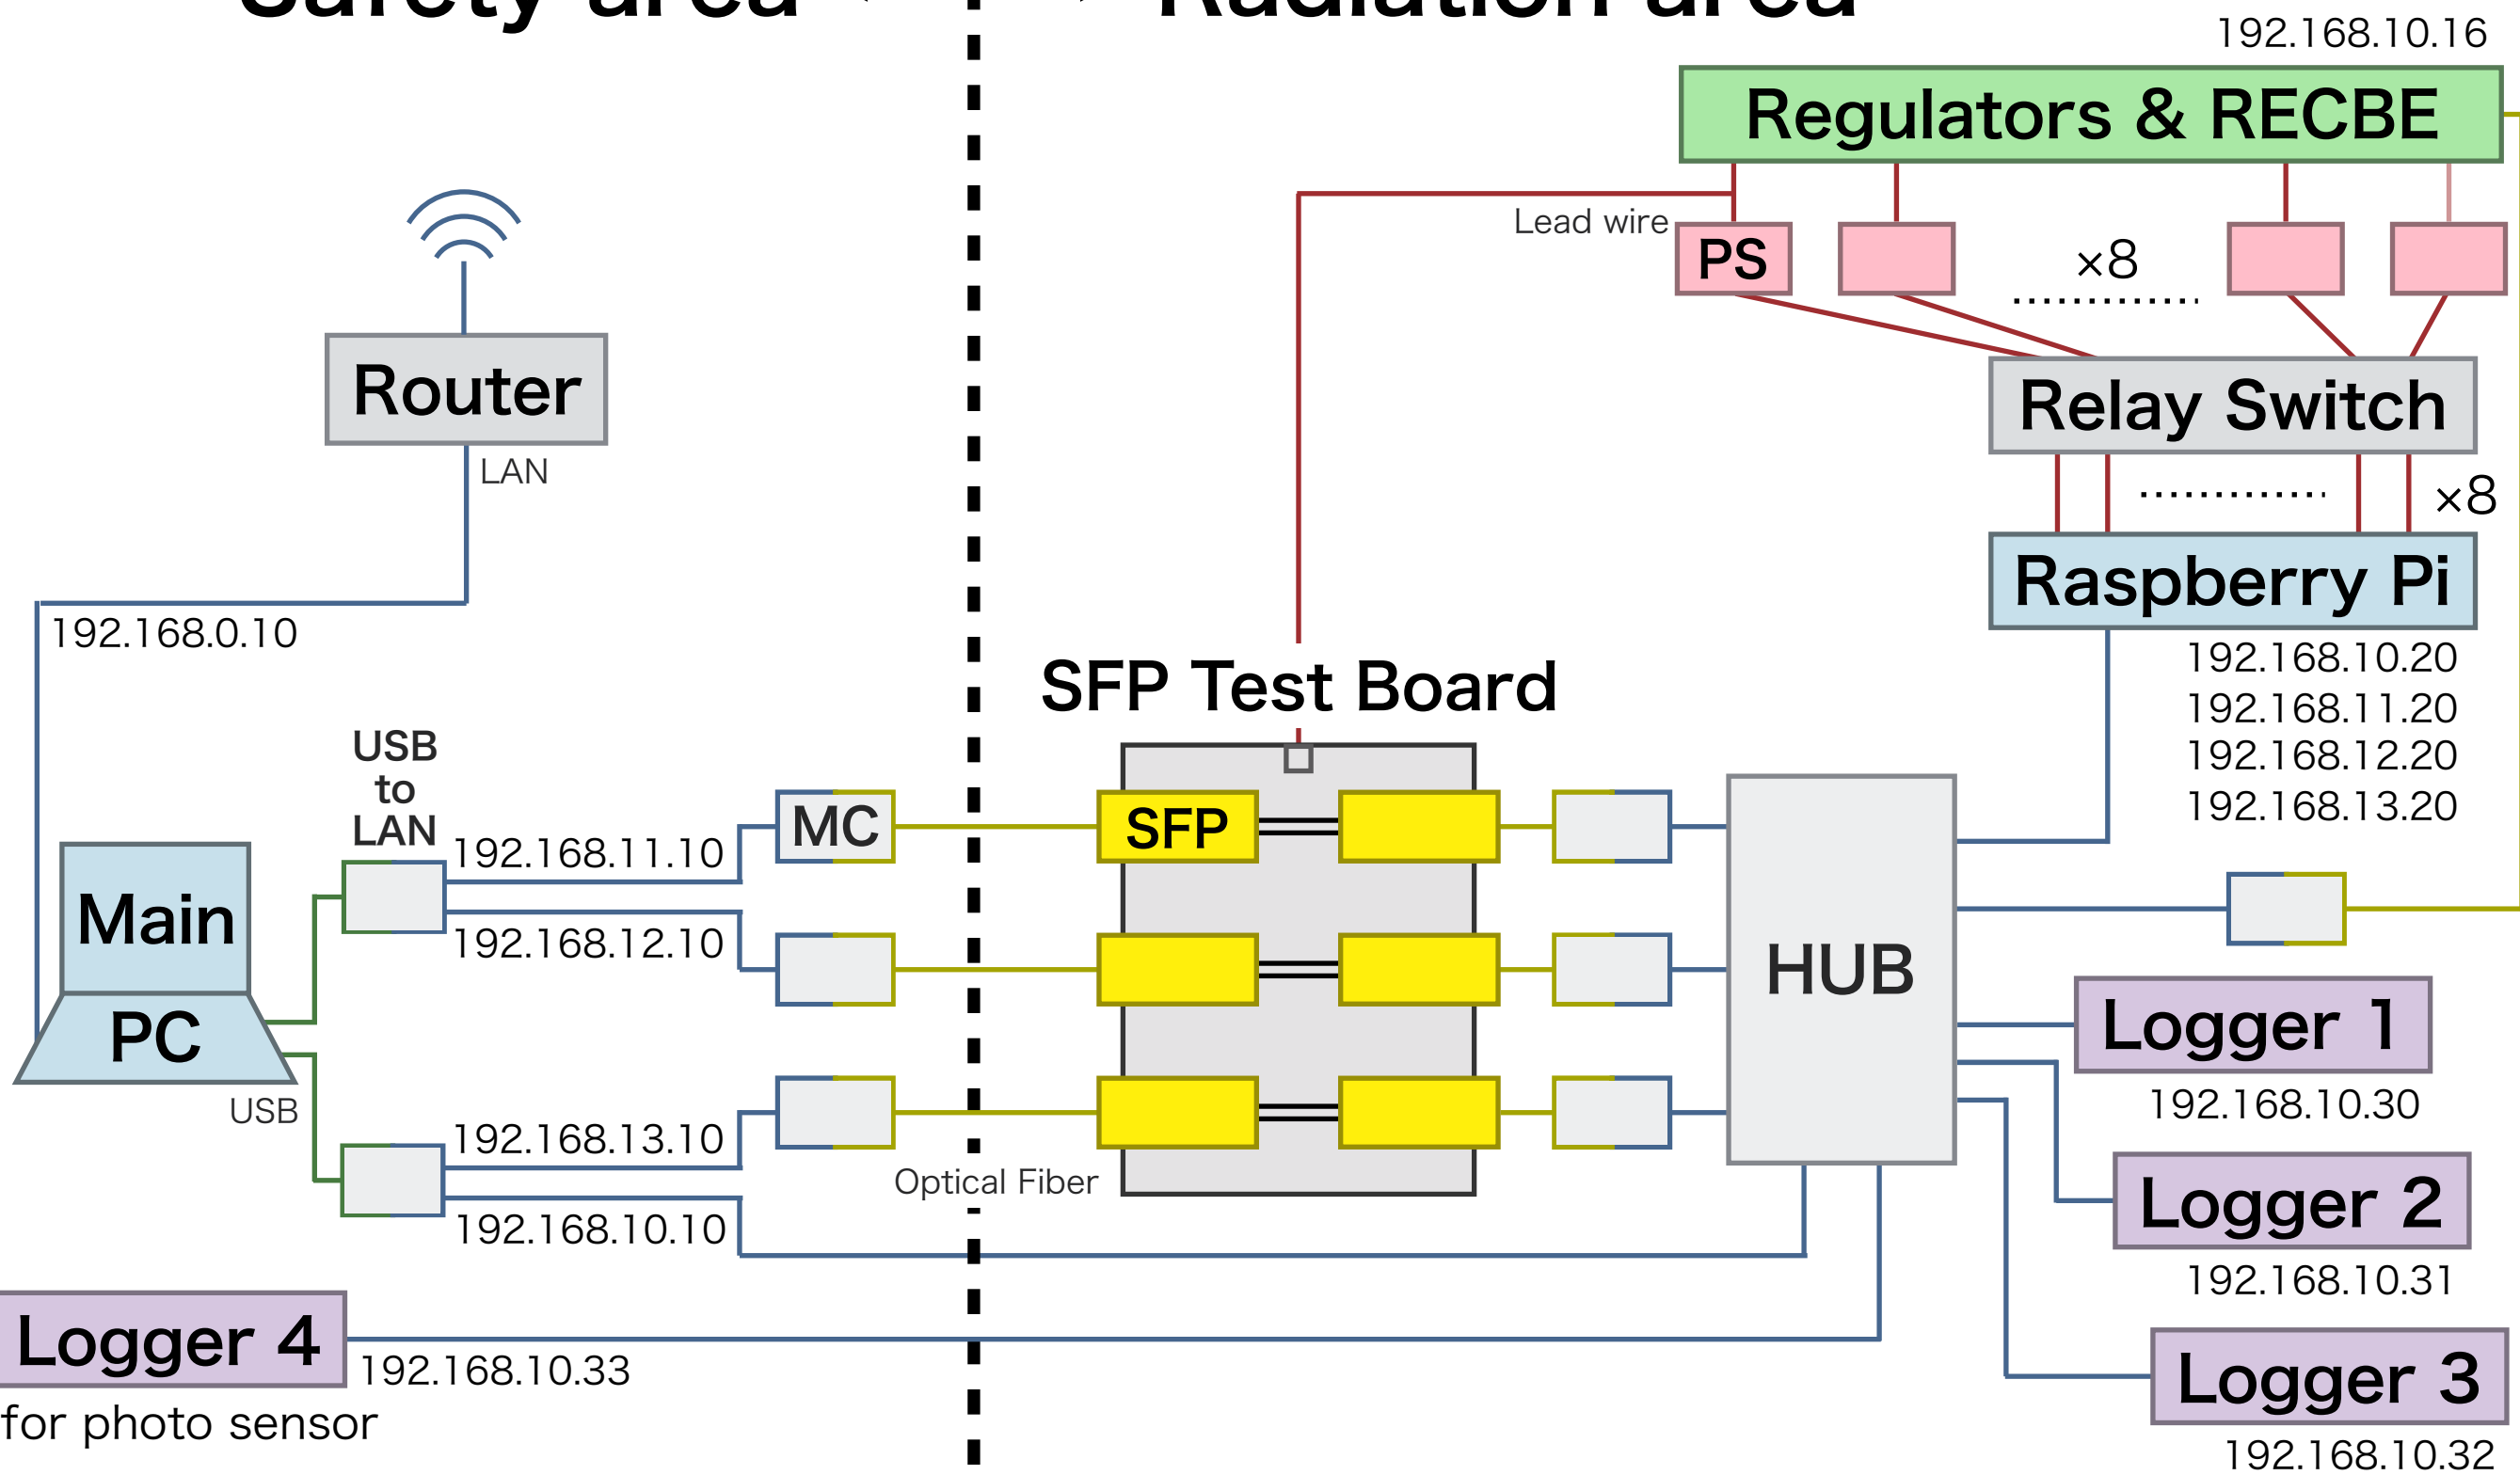 Safety area
Radiation area
192.168.10.16
Regulators & RECBE
Lead wire
PS
×8
Router
LAN
Relay Switch
×8
Raspberry Pi
192.168.0.10
192.168.10.20
192.168.11.20
192.168.12.20
192.168.13.20
SFP Test Board
USB
to
LAN
192.168.11.10
MC
SFP
Main
PC
192.168.12.10
HUB
Logger 1
192.168.10.30
USB
192.168.13.10
Optical Fiber
192.168.10.10
Logger 2
192.168.10.31
Logger 4
192.168.10.33
for photo sensor
Logger 3
192.168.10.32